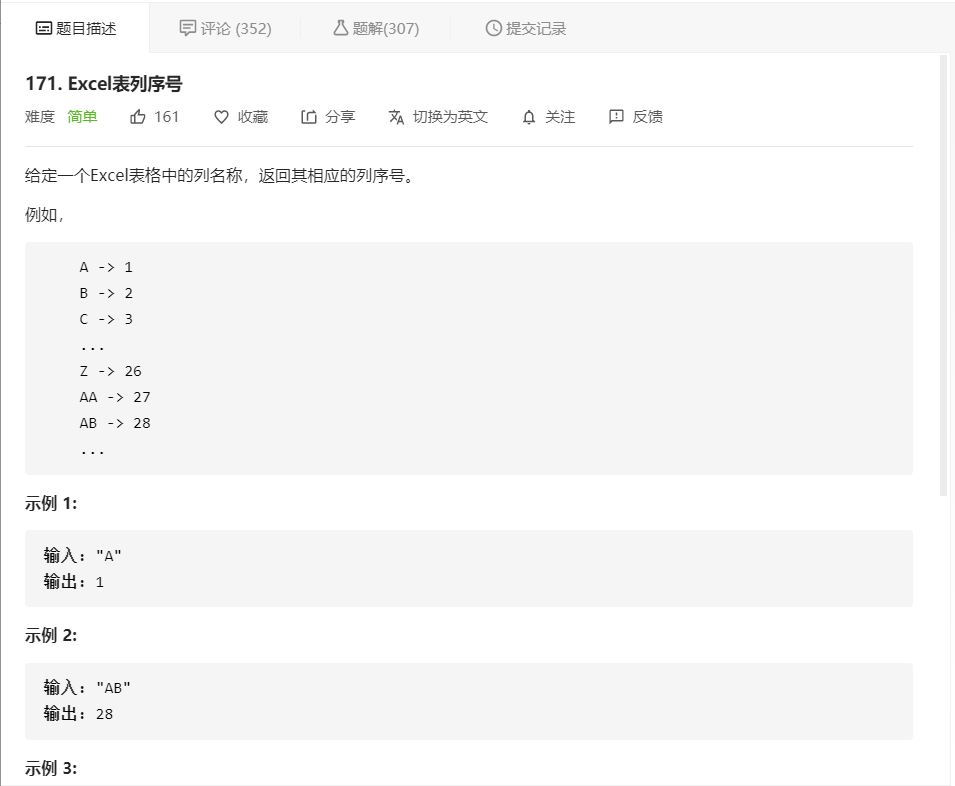 题目描述 评论 (352) 题解(307) 提交记录
171. Excel表列序号
难度 简单 161 收藏 分享 切换为英文 关注 反馈
给定一个Excel表格中的列名称，返回其相应的列序号。
例如，
A -> 1
B -> 2
C -> 3
...
Z -> 26
AA -> 27
AB -> 28
...
示例 1:
输入: "A"
输出: 1
示例 2:
输入: "AB"
输出: 28
示例 3: